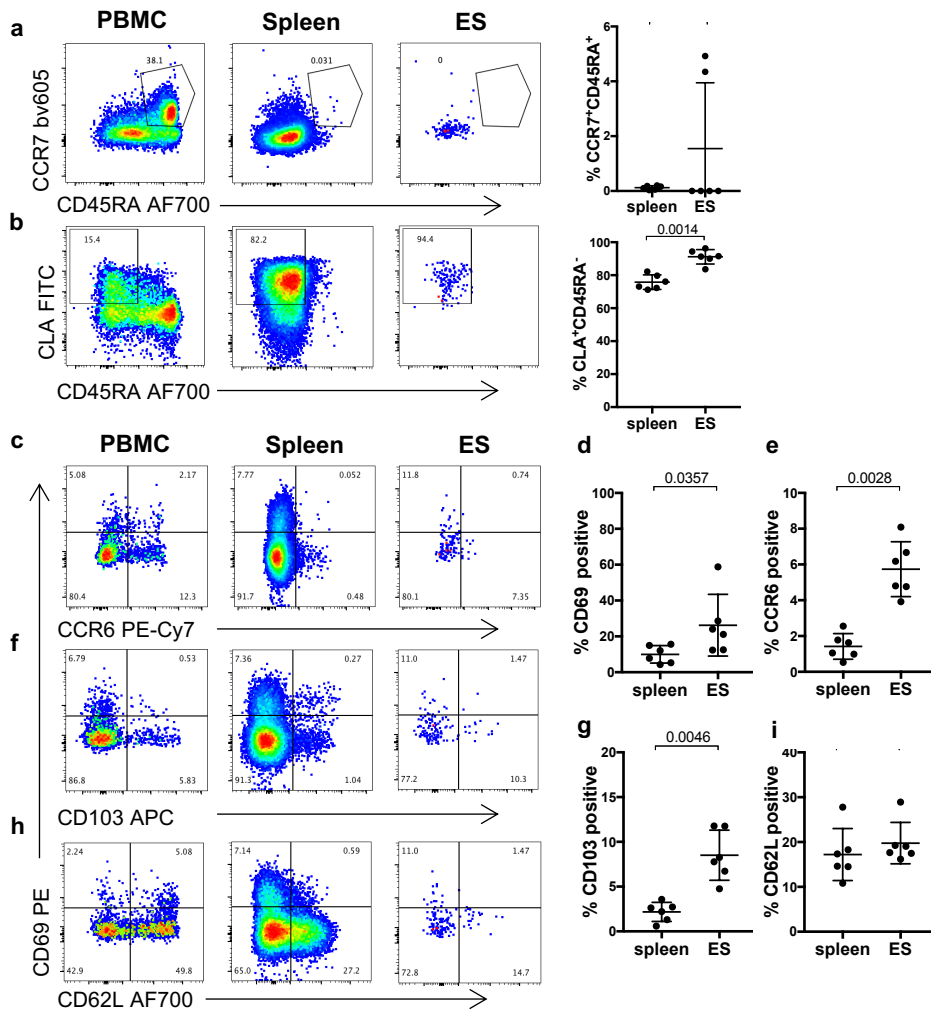 PBMC Spleen ES
a
38.1 0.031 0
CCR7 bv605
CD45RA AF700
% CCR7+CD45RA+
6
4
2
0
spleen ES
b
15.4 82.2 94.4
CLA FITC
CD45RA AF700
0.0014
% CLA+CD45RA-
100
80
60
40
20
0
spleen ES
PBMC Spleen ES
c
5.08 2.17 7.77 0.052 11.8 0.74
80.4 12.3 91.7 0.48 80.1 7.35
CCR6 PE-Cy7
d
0.0357
% CD69 positive
100
80
60
40
20
0
spleen ES
e
0.0028
% CCR6 positive
10
8
6
4
2
0
spleen ES
f
6.79 0.53 7.36 0.27 11.0 1.47
86.8 5.83 91.3 1.04 77.2 10.3
CD103 APC
g
0.0046
% CD103 positive
20
15
10
5
0
spleen ES
h
2.24 5.08 7.14 0.59 11.0 1.47
42.9 49.8 65.0 27.2 72.8 14.7
CD69 PE
CD62L AF700
i
% CD62L positive
40
30
20
10
0
spleen ES